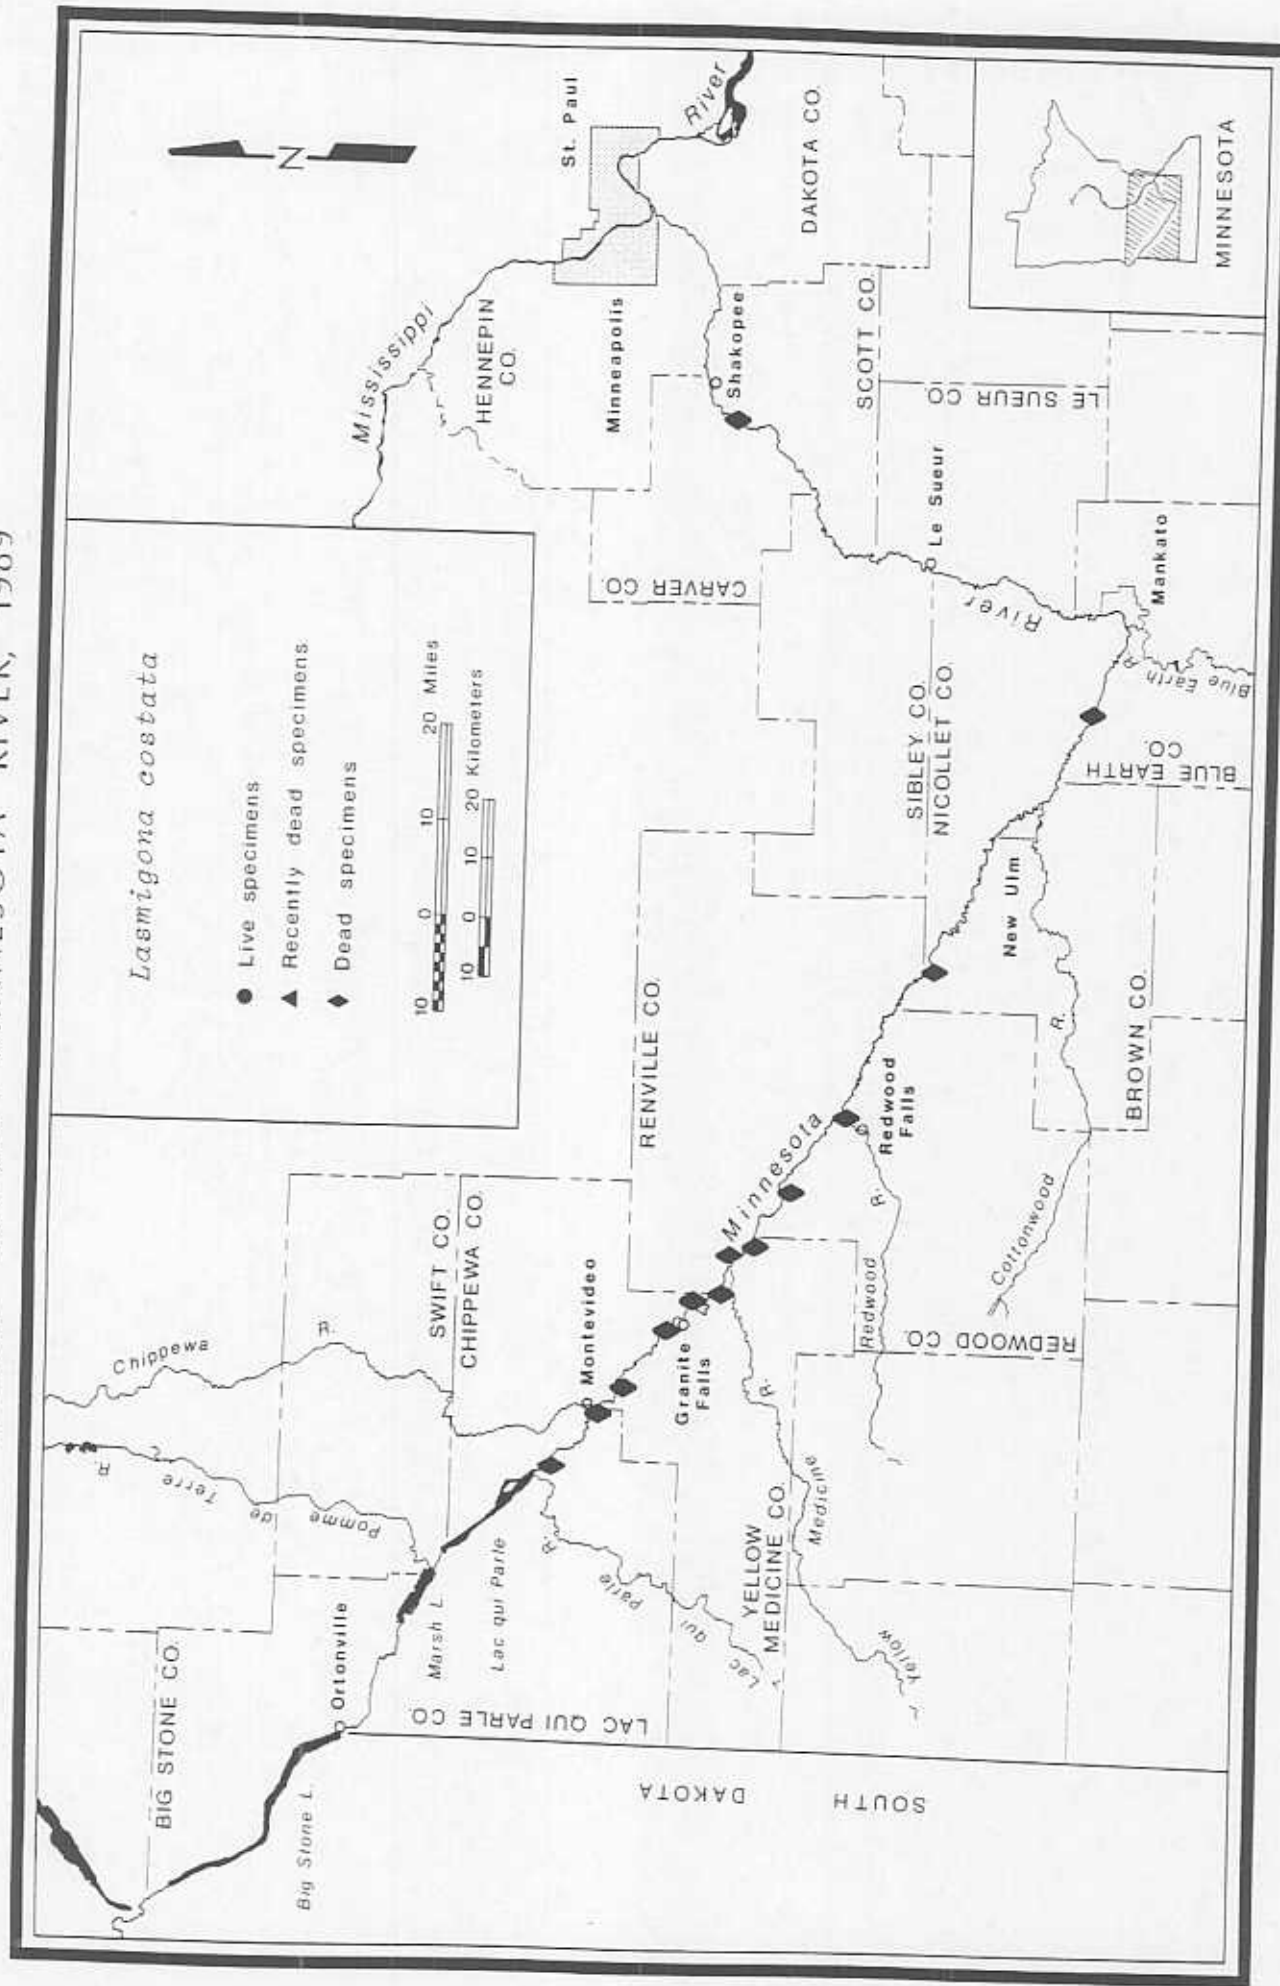 RIVER, 1989
Lasmigona costata
Live specimens
Recently dead specimens
Dead specimens
10 0 10 20 Miles
10 0 10 20 Kilometers
N
Mississippi
River
St. Paul
Minneapolis
HENNEPIN
CO.
DAKOTA CO.
Shakopee
SCOTT CO.
CARVER CO.
LE SUEUR CO.
Le Sueur
River
Mankato
Blue Earth R.
BLUE EARTH
CO.
SIBLEY CO.
NICOLLET CO.
New Ulm
BROWN CO.
RENVILLE CO.
Redwood
Falls
Minnesota
Redwood R.
Cottonwood R.
REDWOOD CO.
SWIFT CO.
CHIPPEWA CO.
Chippewa R.
Montevideo
Granite
Falls
Pomme de Terre R.
Yellow Medicine R.
YELLOW
MEDICINE CO.
Lac qui Parle R.
Lac qui Parle
Marsh L.
LAC QUI PARLE CO.
Ortonville
BIG STONE CO.
Big Stone L.
SOUTH DAKOTA
MINNESOTA